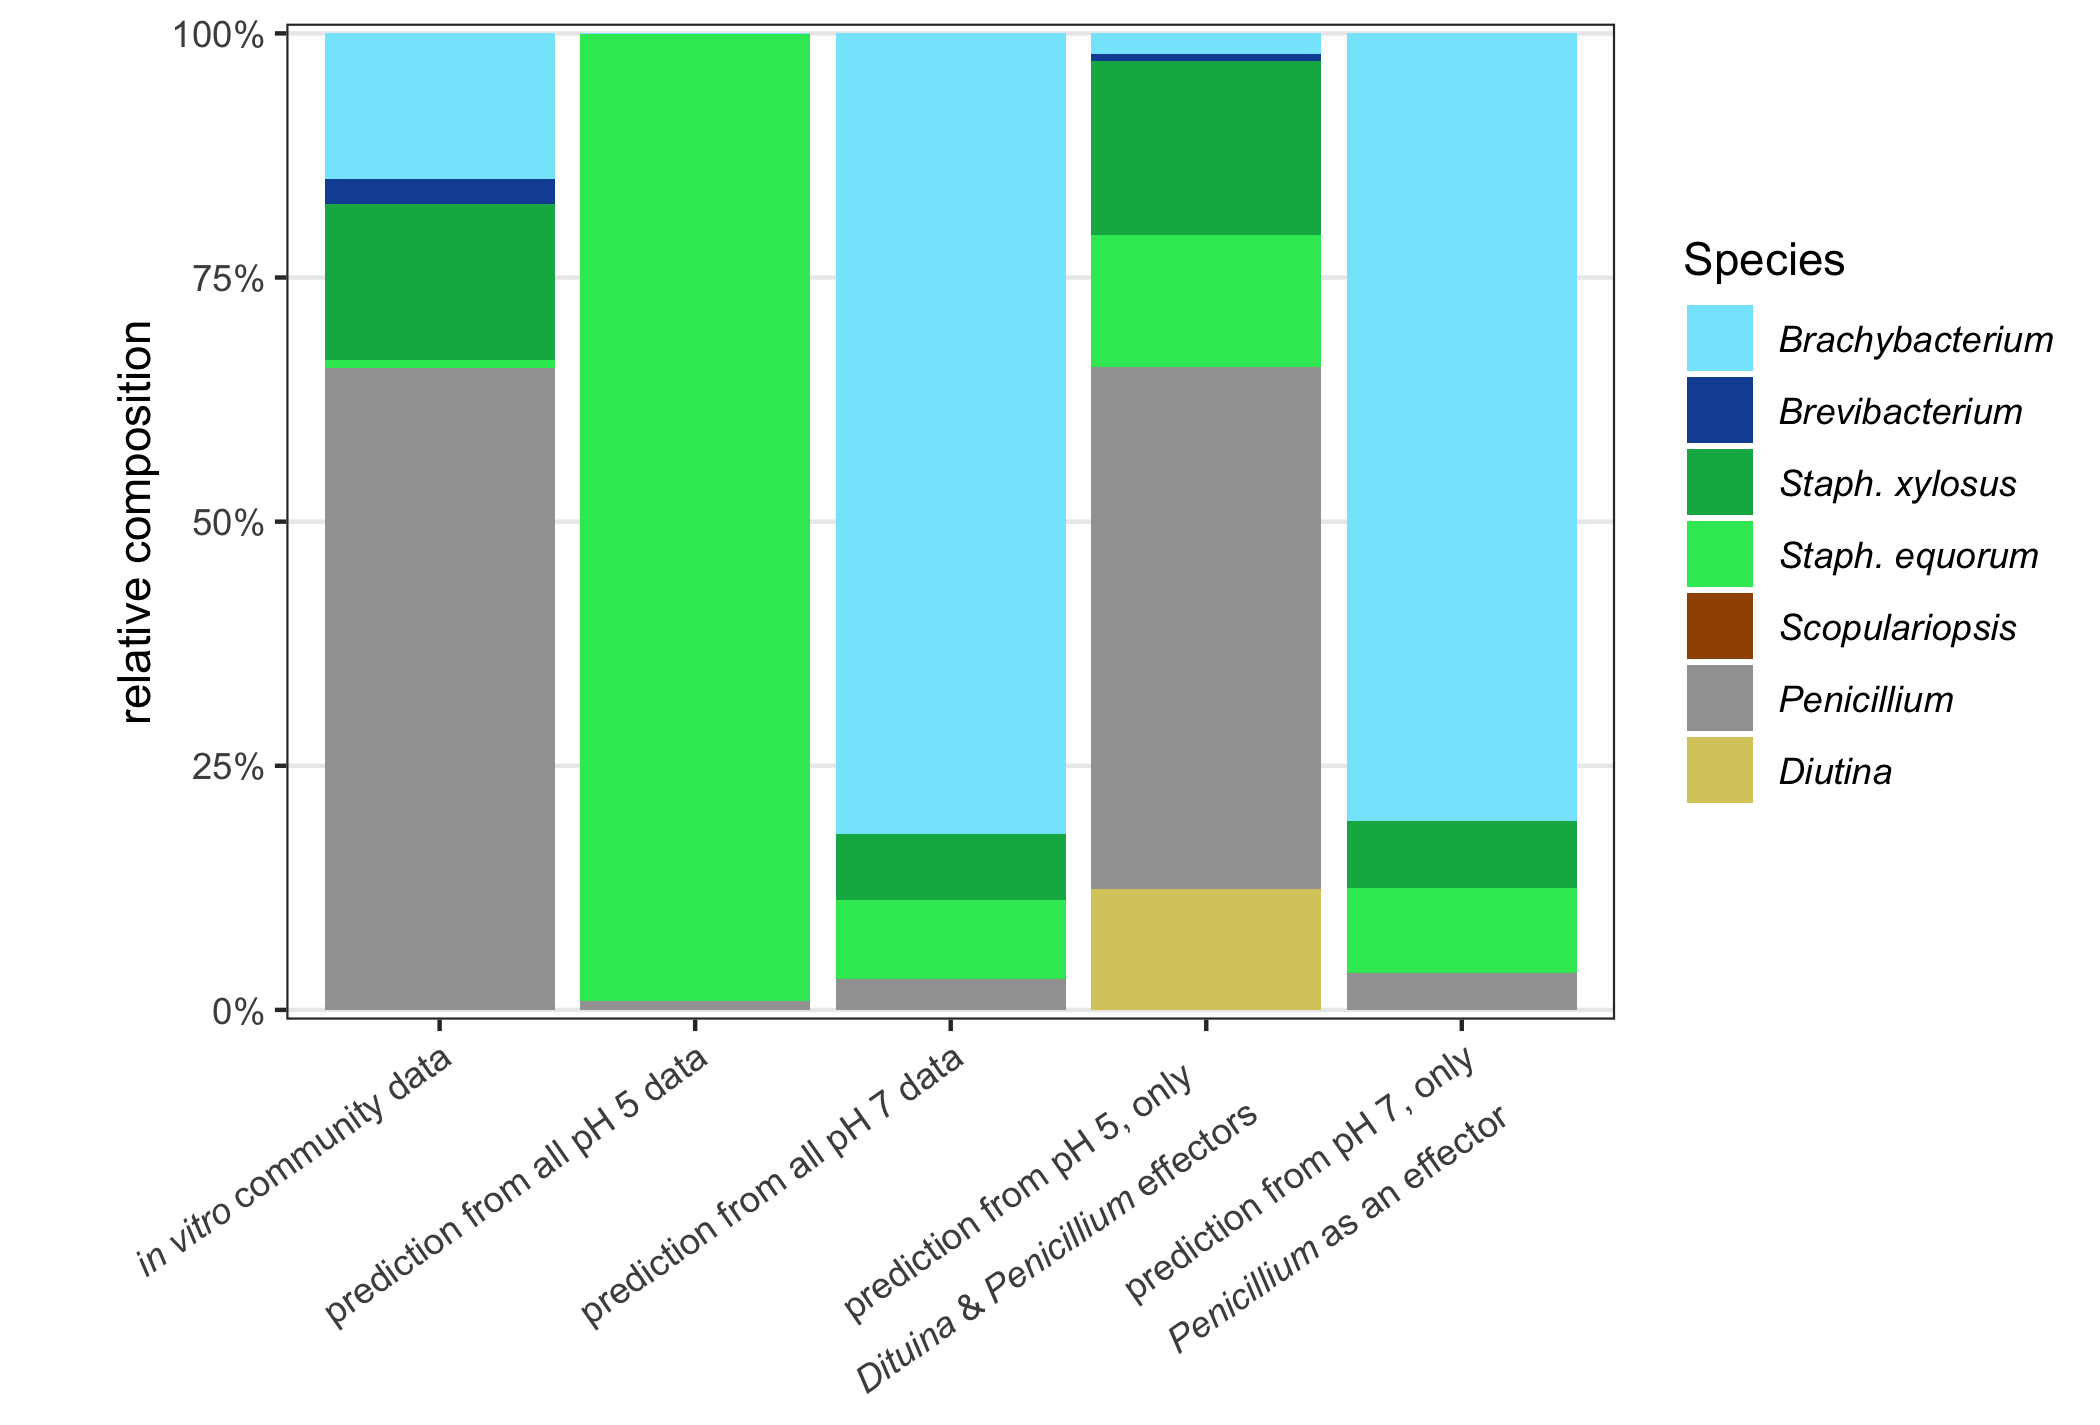 100%
75%
50%
25%
0%
relative composition
in vitro community data
prediction from all pH 5 data
prediction from all pH 7 data
prediction from pH 5, only
Dituina & Penicillium effectors
prediction from pH 7, only
Penicillium as an effector
Species
Brachybacterium
Brevibacterium
Staph. xylosus
Staph. equorum
Scopulariopsis
Penicillium
Diutina